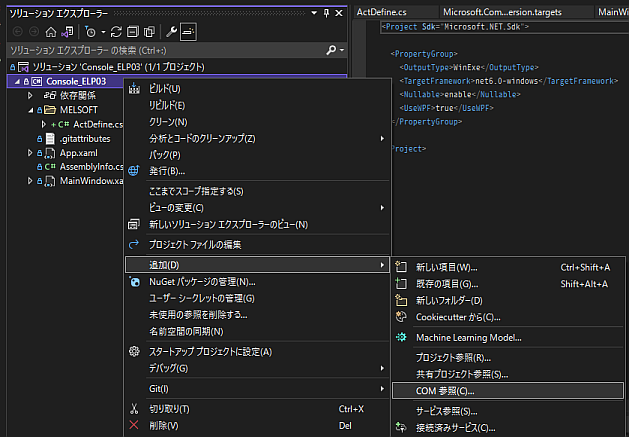 ソリューション エクスプローラー
ソリューション エクスプローラー の検索 (Ctrl+:)
ソリューション 'Console_ELP03' (1/1 プロジェクト)
Console_ELP03
依存関係
MELSOFT
ActDefine.cs
.gitattributes
App.xaml
AssemblyInfo.cs
MainWindow.xa
ビルド(U)
リビルド(E)
クリーン(N)
分析とコードのクリーンアップ(Z)
パック(P)
発行(B)...
ここまでスコープ指定する(S)
ビューの変更(C)
新しいソリューション エクスプローラーのビュー(N)
プロジェクト ファイルの編集
追加(D)
NuGet パッケージの管理(N)...
ユーザー シークレットの管理(G)
未使用の参照を削除する...
名前空間の同期(N)
スタートアップ プロジェクトに設定(A)
デバッグ(G)
Git(I)
切り取り(T) Ctrl+X
削除(V) Del
新しい項目(W)... Ctrl+Shift+A
既存の項目(G)... Shift+Alt+A
新しいフォルダー(D)
Cookiecutter から(C)...
Machine Learning Model...
プロジェクト参照(R)...
共有プロジェクト参照(S)...
COM 参照(C)...
サービス参照(S)...
接続済みサービス(C)...
ActDefine.cs
Microsoft.Com...ersion.targets
MainWi
<Project Sdk="Microsoft.NET.Sdk">
<PropertyGroup>
<OutputType>WinExe</OutputType>
<TargetFramework>net6.0-windows</TargetFramework>
<Nullable>enable</Nullable>
<UseWPF>true</UseWPF>
/PropertyGroup>
Project>